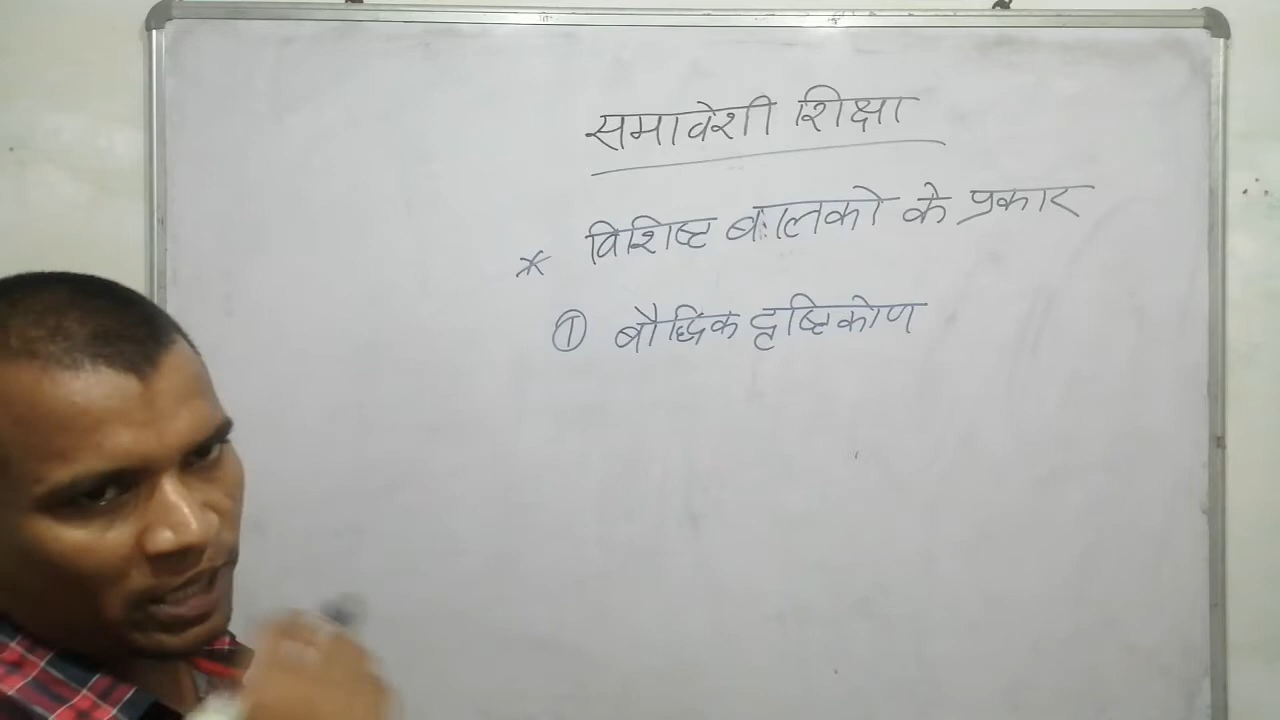 समावेशी शिक्षा
* विशिष्ट बालको के प्रकार
① बौद्धिक दृष्टिकोण